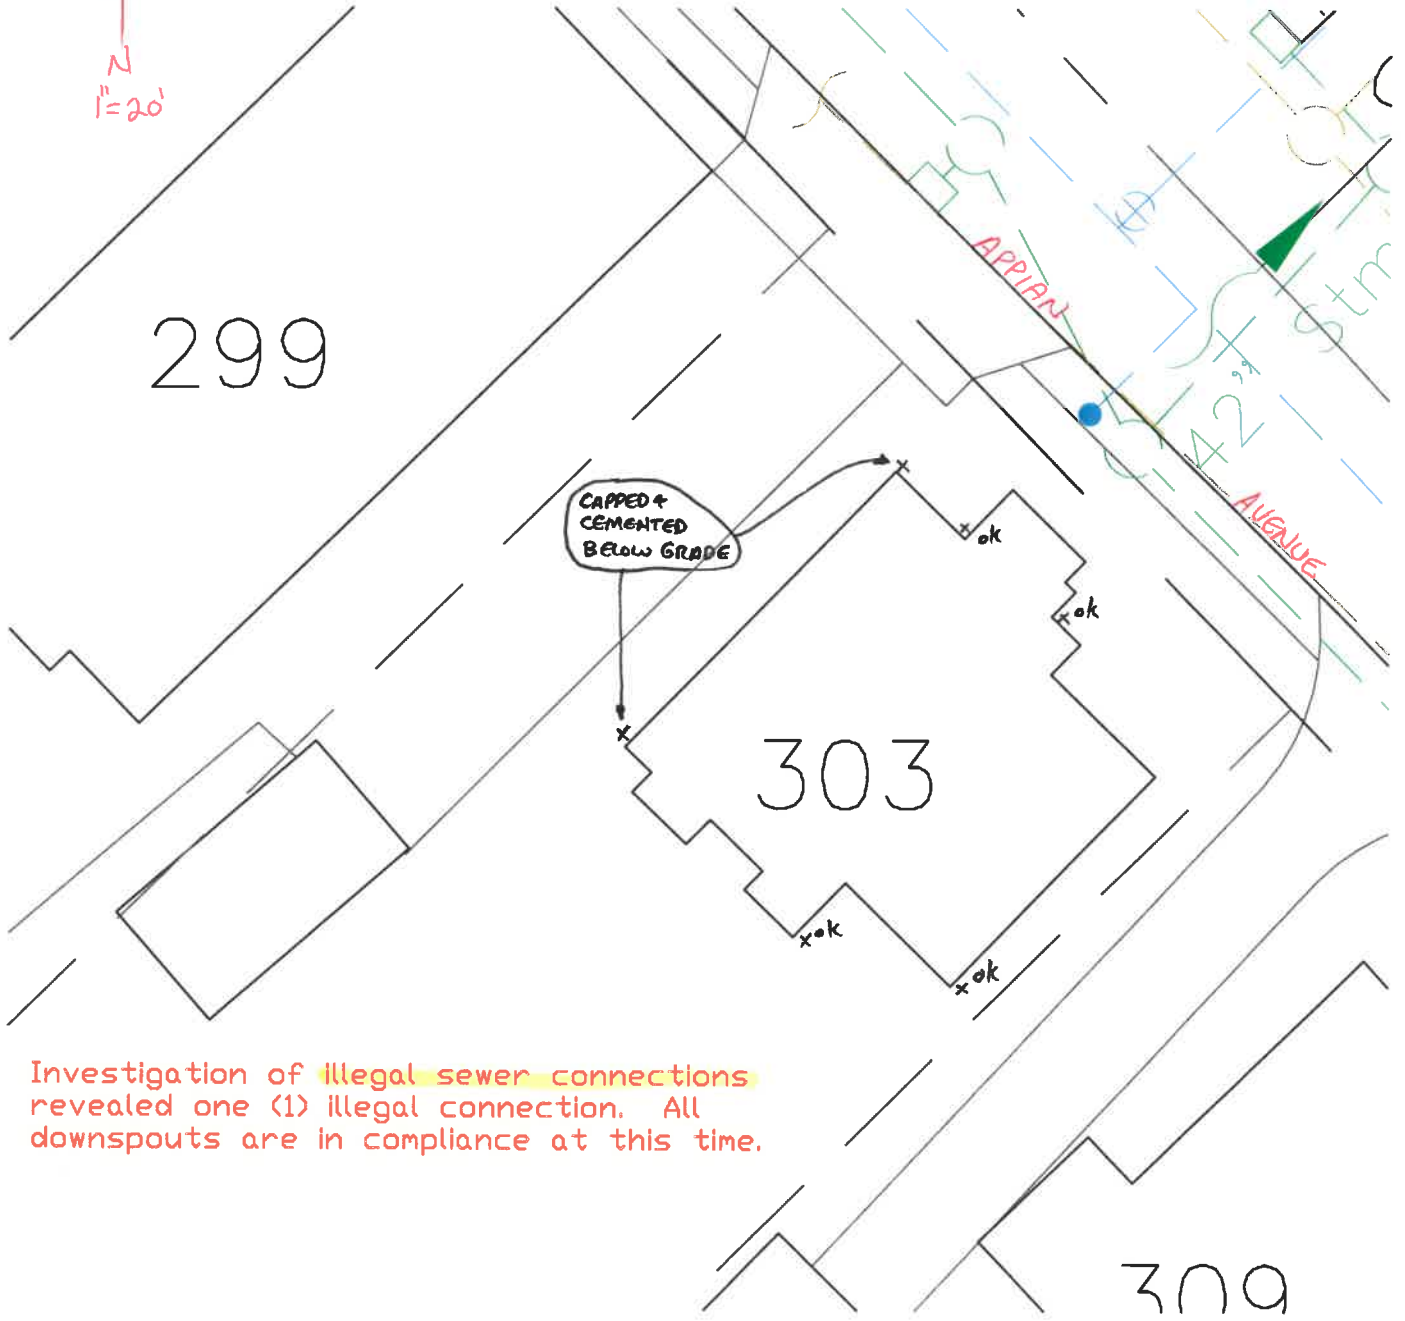 N
1"=20'
299
APPIAN
Stm
42"
AVENUE
CAPPED &
CEMENTED
BELOW GRADE
ok
ok
303
ok
ok
Investigation of illegal sewer connections
revealed one (1) illegal connection. All
downspouts are in compliance at this time.
309